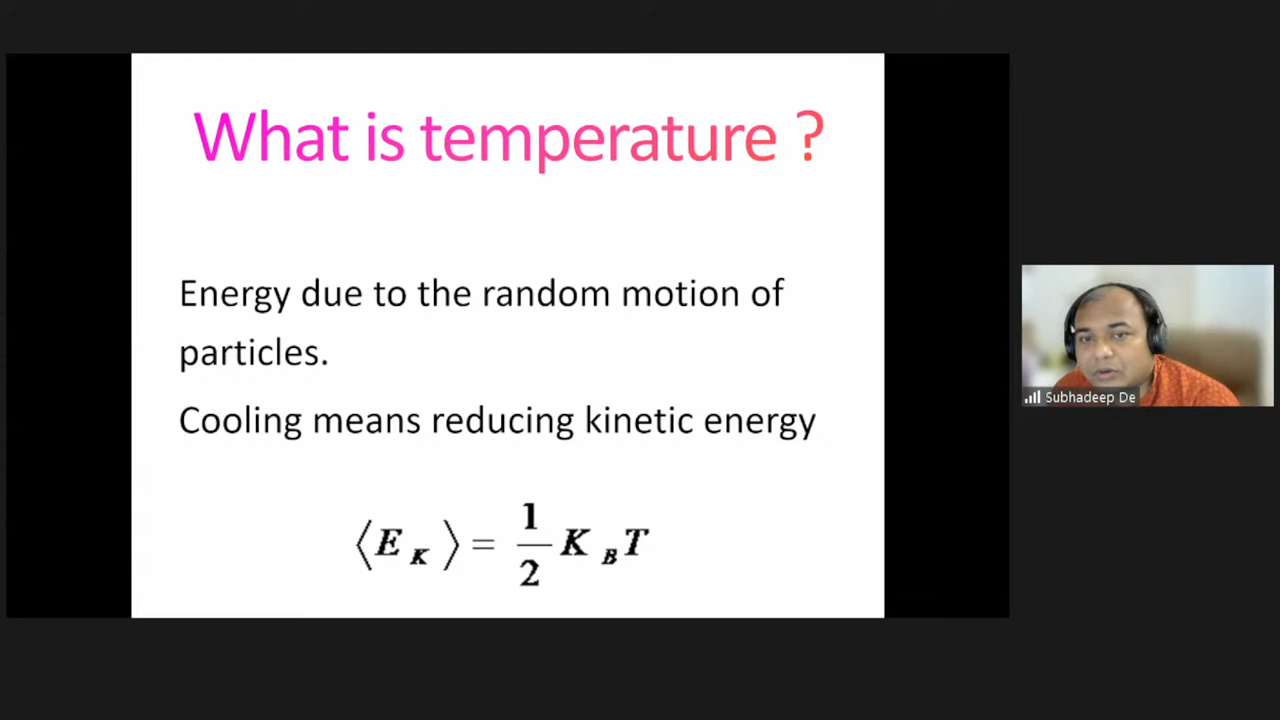 What is temperature ?
Energy due to the random motion of
particles.
Cooling means reducing kinetic energy
⟨E_K⟩ = 1/2 K_B T
Subhadeep De